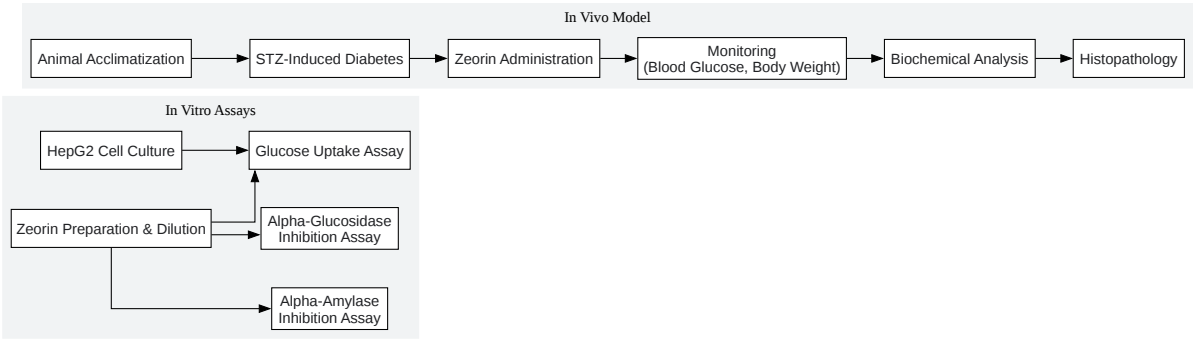 In Vivo Model
Animal Acclimatization
STZ-Induced Diabetes
Zeorin Administration
Monitoring
(Blood Glucose, Body Weight)
Biochemical Analysis
Histopathology
In Vitro Assays
HepG2 Cell Culture
Glucose Uptake Assay
Zeorin Preparation & Dilution
Alpha-Glucosidase
Inhibition Assay
Alpha-Amylase
Inhibition Assay